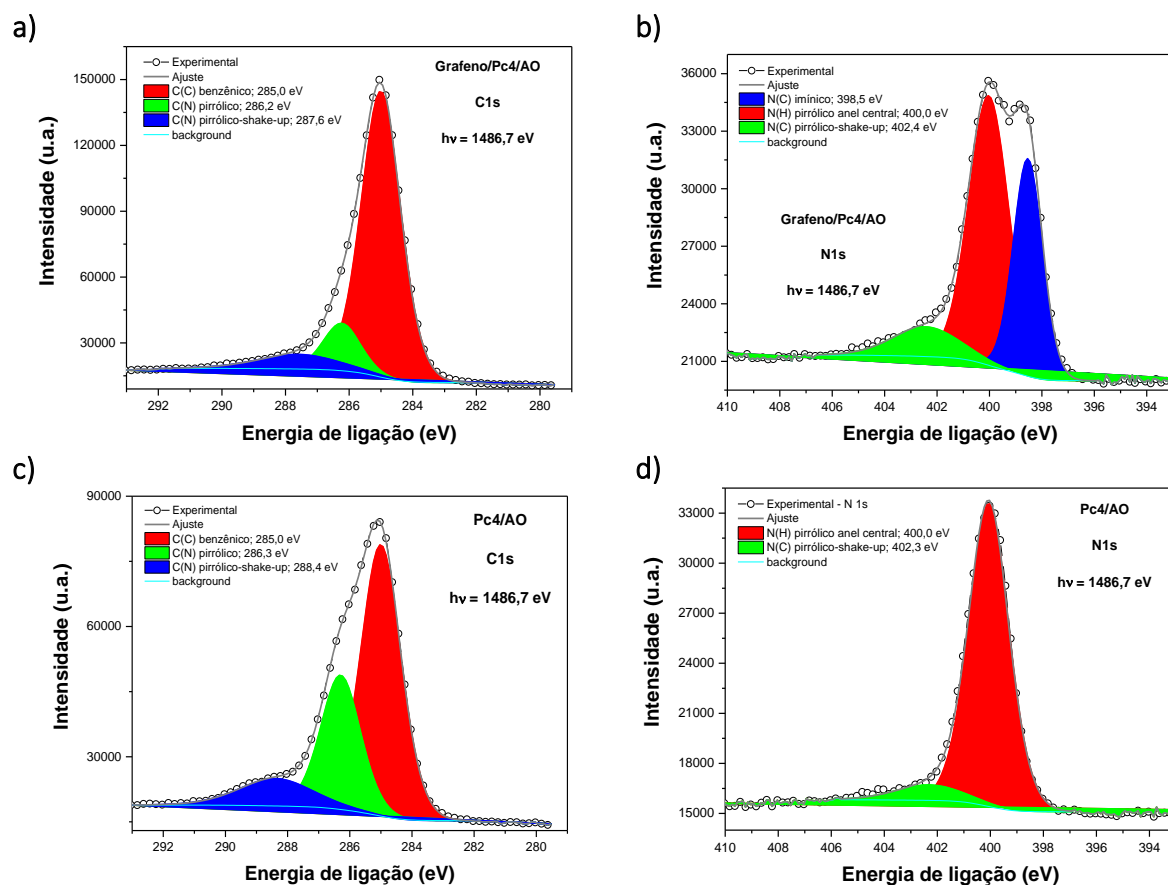 a)
Experimental
Ajuste
C(C) benzênico; 285,0 eV
C(N) pirrólico; 286,2 eV
C(N) pirrólico-shake-up; 287,6 eV
background
Grafeno/Pc4/AO
C1s
hν = 1486,7 eV
150000
120000
90000
60000
30000
Intensidade (u.a.)
292 290 288 286 284 282 280
Energia de ligação (eV)
b)
Experimental
Ajuste
N(C) imínico; 398,5 eV
N(H) pirrólico anel central; 400,0 eV
N(C) pirrólico-shake-up; 402,4 eV
background
Grafeno/Pc4/AO
N1s
hν = 1486,7 eV
36000
33000
30000
27000
24000
21000
Intensidade (u.a.)
410 408 406 404 402 400 398 396 394
Energia de ligação (eV)
c)
Experimental
Ajuste
C(C) benzênico; 285,0 eV
C(N) pirrólico; 286,3 eV
C(N) pirrólico-shake-up; 288,4 eV
background
Pc4/AO
C1s
hν = 1486,7 eV
90000
60000
30000
Intensidade (u.a.)
292 290 288 286 284 282 280
Energia de ligação (eV)
d)
Experimental - N 1s
Ajuste
N(H) pirrólico anel central; 400,0 eV
N(C) pirrólico-shake-up; 402,3 eV
background
Pc4/AO
N1s
hν = 1486,7 eV
33000
30000
27000
24000
21000
18000
15000
Intensidade (u.a.)
410 408 406 404 402 400 398 396 394
Energia de ligação (eV)